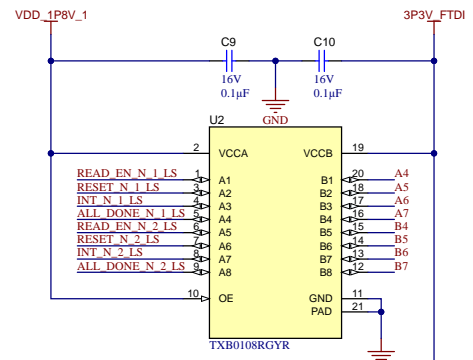 VDD_1P8V_1 3P3V_FTDI
C9 C10
16V 16V
0.1µF 0.1µF
GND
U2
2 VCCA VCCB 19
READ_EN_N_1_LS 1 A1 B1 20 A4
RESET_N_1_LS 3 A2 B2 18 A5
INT_N_1_LS 4 A3 B3 17 A6
ALL_DONE_N_1_LS 5 A4 B4 16 A7
READ_EN_N_2_LS 6 A5 B5 15 B4
RESET_N_2_LS 7 A6 B6 14 B5
INT_N_2_LS 8 A7 B7 13 B6
ALL_DONE_N_2_LS 9 A8 B8 12 B7
10 OE GND 11
PAD 21
TXB0108RGYR